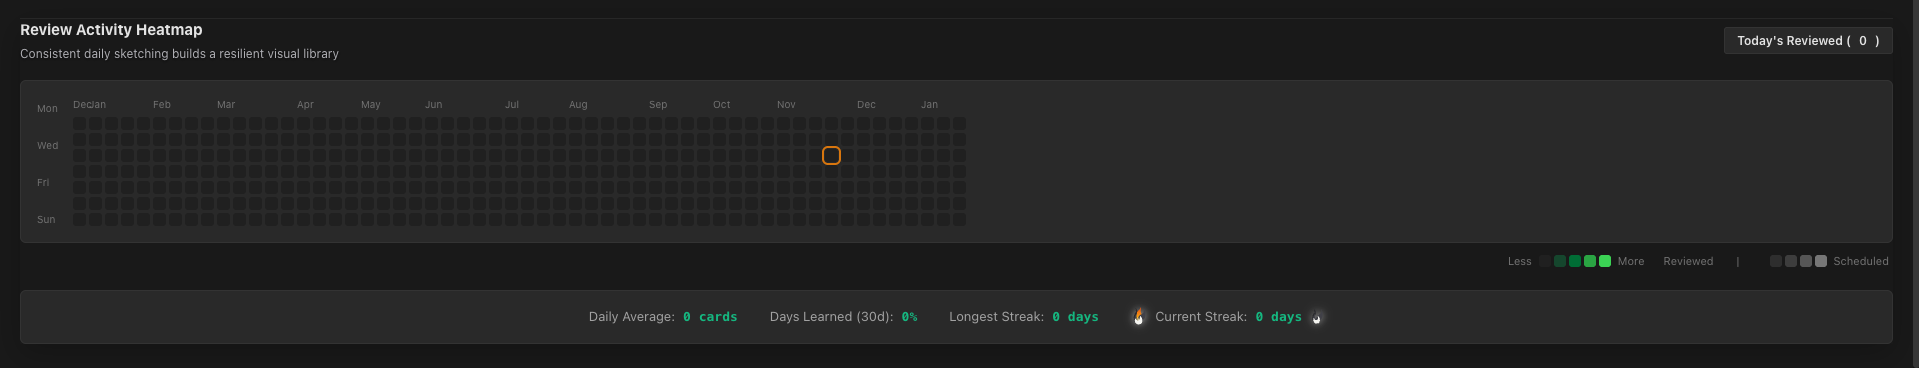 Review Activity Heatmap
Consistent daily sketching builds a resilient visual library
Today's Reviewed ( 0 )
DecJan Feb Mar Apr May Jun Jul Aug Sep Oct Nov Dec Jan
Mon
Wed
Fri
Sun
Less More Reviewed | Scheduled
Daily Average: 0 cards Days Learned (30d): 0% Longest Streak: 0 days Current Streak: 0 days